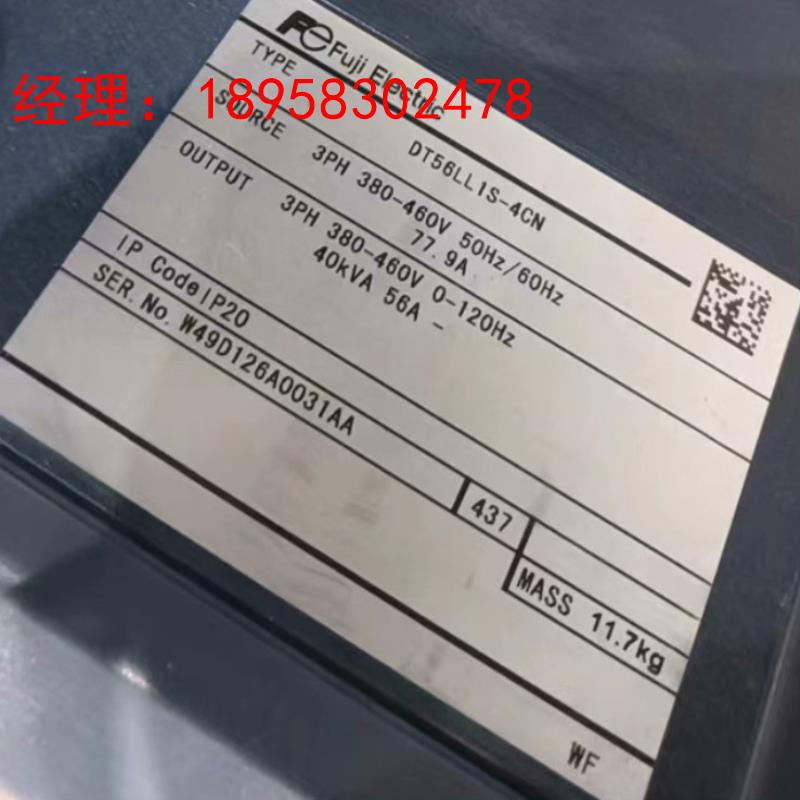 Fuji Electric
经理：18958302478
TYPE DT56LL1S-4CN
SOURCE 3PH 380-460V 50Hz/60Hz
77.9A
OUTPUT 3PH 380-460V 0-120Hz
40kVA 56A -
IP Code IP20
SER.No. W49D126A0031AA
437
MASS 11.7kg
WF